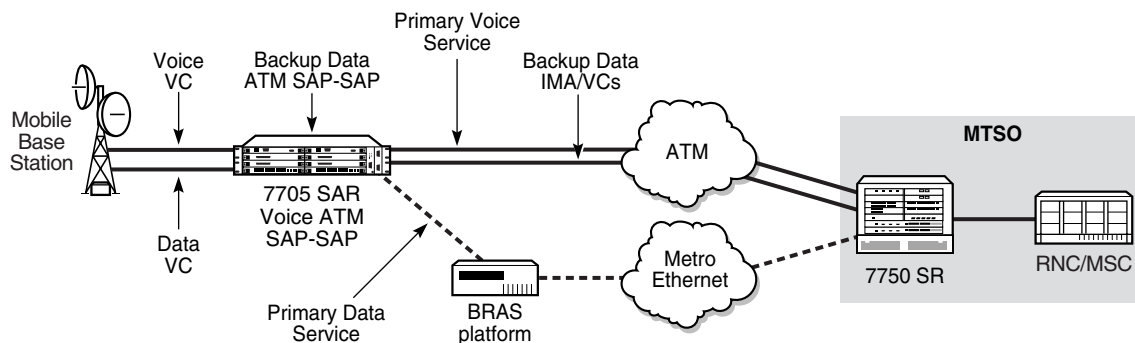 Primary Voice
Service
Voice
VC
Backup Data
ATM SAP-SAP
Backup Data
IMA/VCs
Mobile
Base
Station
ATM
MTSO
7705 SAR
Voice ATM
SAP-SAP
Data
VC
Metro
Ethernet
7750 SR
RNC/MSC
Primary Data
Service
BRAS
platform